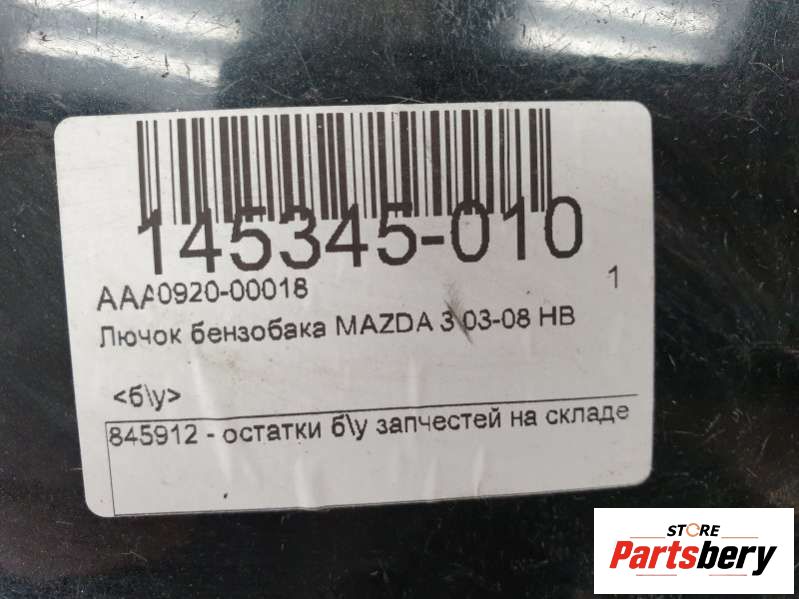 145345-010
AAA0920-00018
1
Лючок бензобака MAZDA 3 03-08 HB
<б\у>
845912 - остатки б\у запчестей на складе
STORE
Partsbery